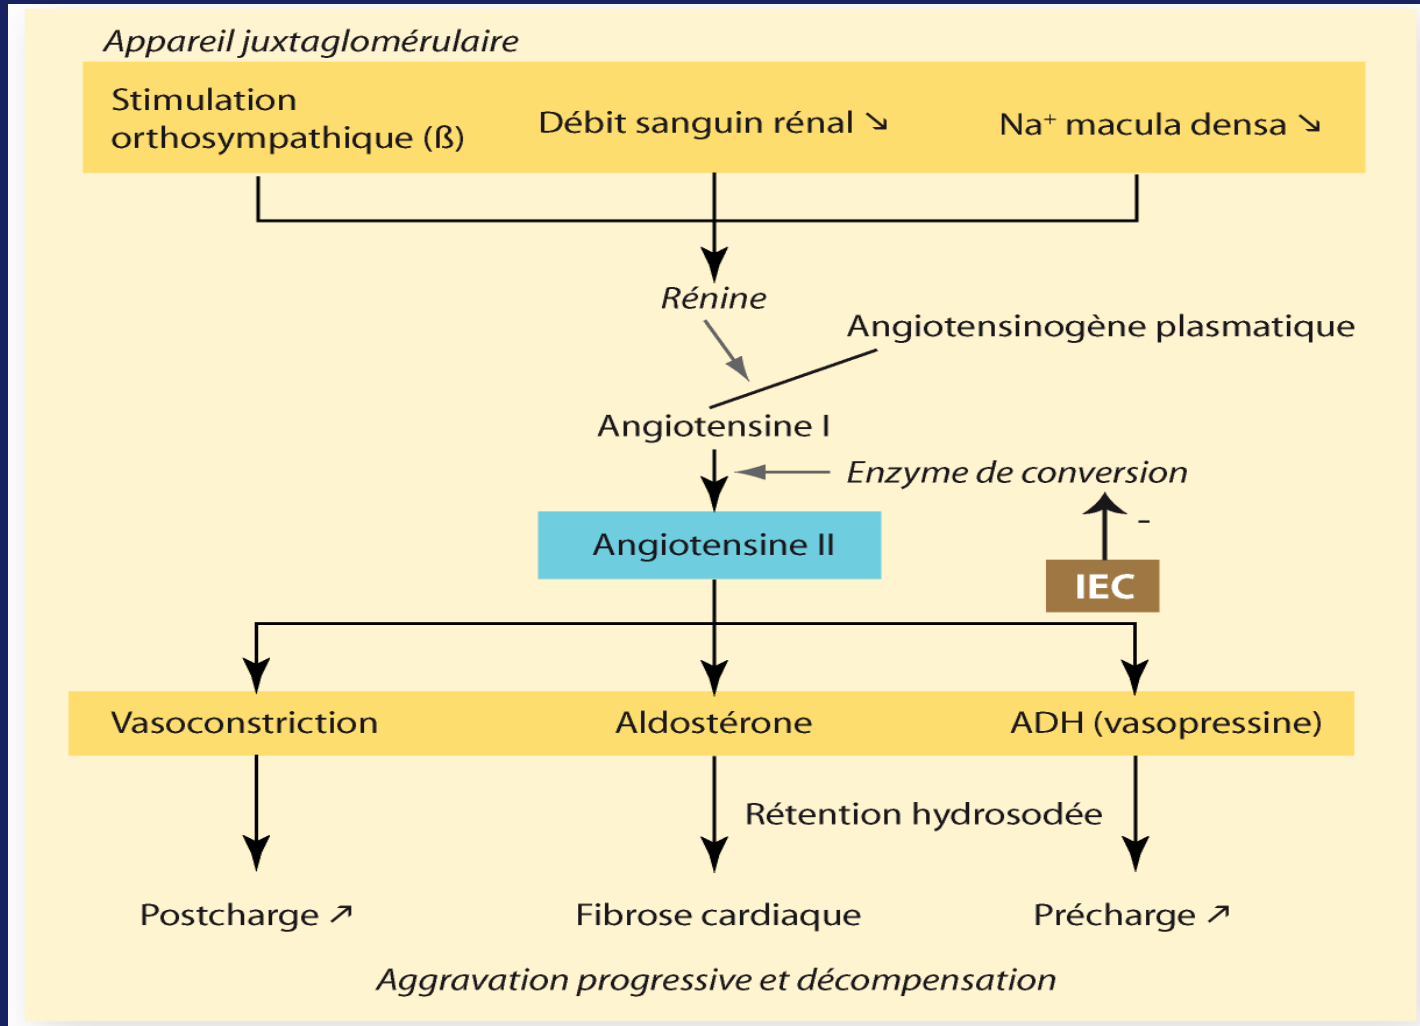 Appareil juxtaglomérulaire
Stimulation
orthosympathique (ß)
Débit sanguin rénal ↘
Na⁺ macula densa ↘
Rénine
Angiotensinogène plasmatique
Angiotensine I
Enzyme de conversion
-
Angiotensine II
IEC
Vasoconstriction
Aldostérone
ADH (vasopressine)
Rétention hydrosodée
Postcharge ↗
Fibrose cardiaque
Précharge ↗
Aggravation progressive et décompensation